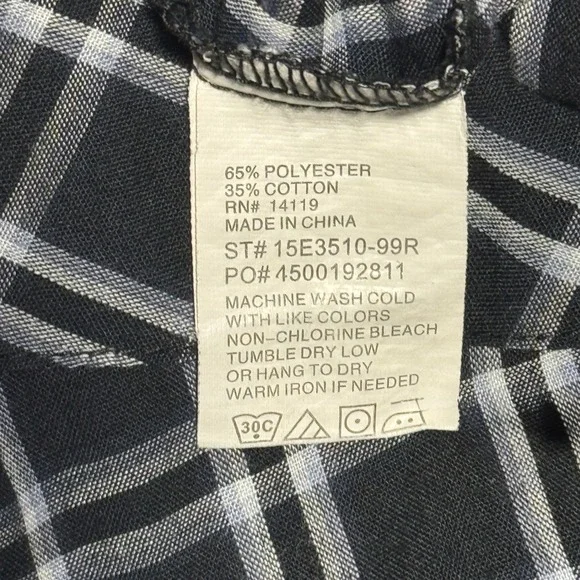 65% POLYESTER
35% COTTON
RN# 14119
MADE IN CHINA
ST# 15E3510-99R
PO# 4500192811
MACHINE WASH COLD
WITH LIKE COLORS
NON-CHLORINE BLEACH
TUMBLE DRY LOW
OR HANG TO DRY
WARM IRON IF NEEDED
30C